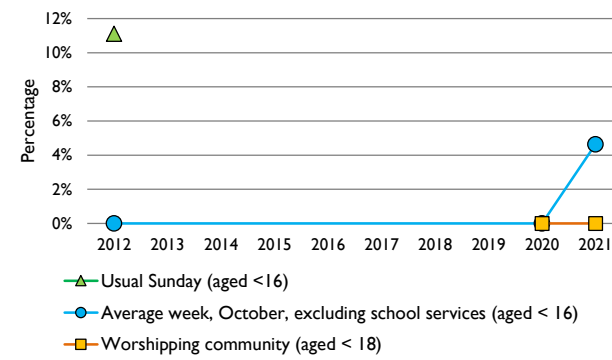 12%
10%
8%
6%
4%
2%
0%
Percentage
2012 2013 2014 2015 2016 2017 2018 2019 2020 2021
Usual Sunday (aged <16)
Average week, October, excluding school services (aged < 16)
Worshipping community (aged < 18)